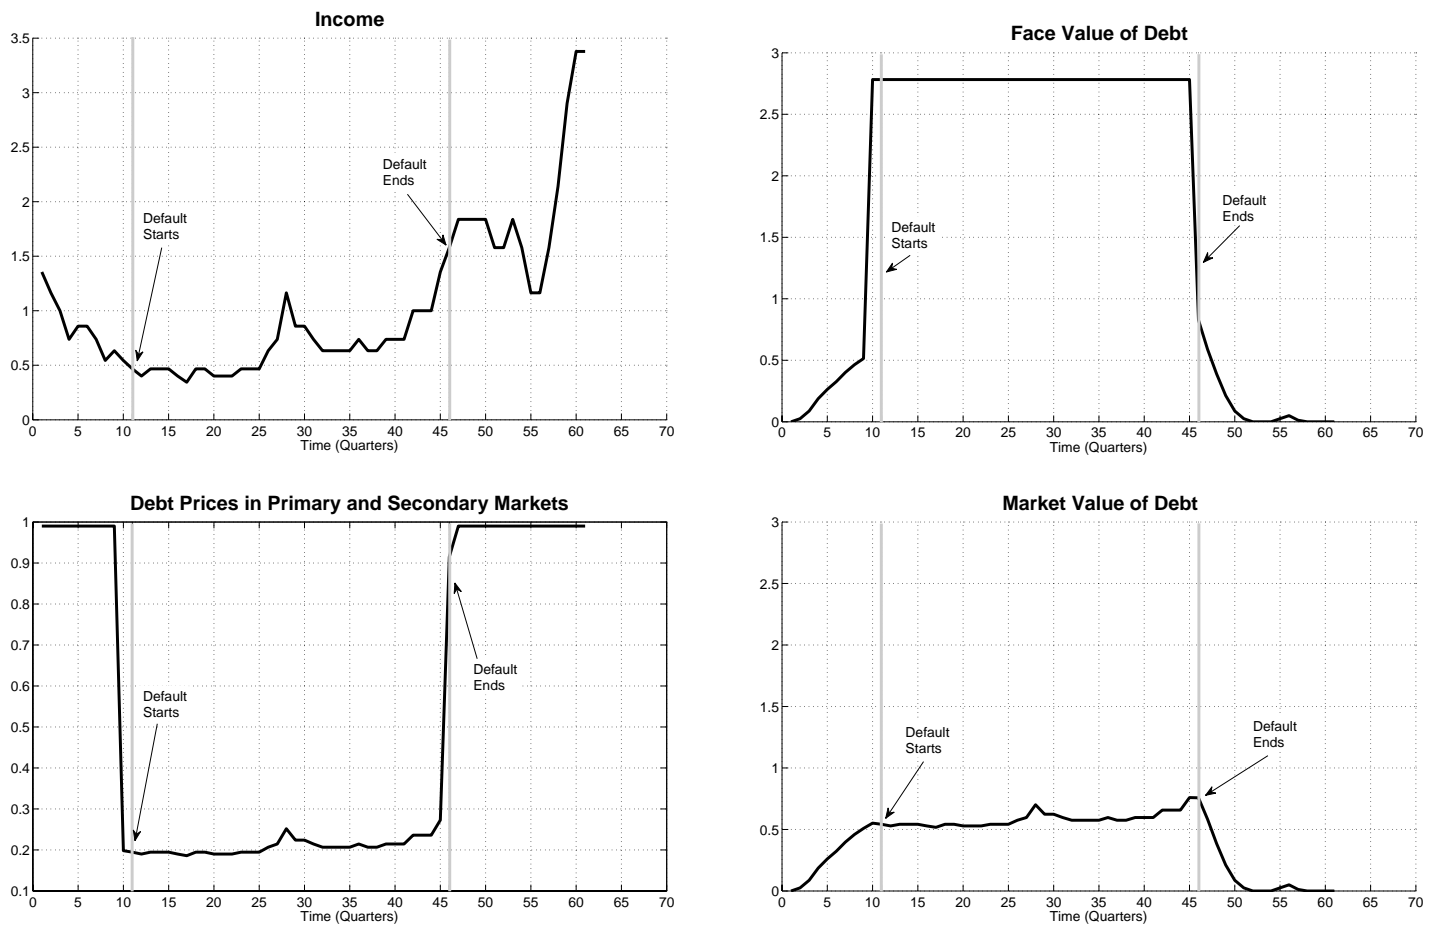 Income
3.5
3
2.5
2
1.5
1
0.5
0
Default
Starts
Default
Ends
0 5 10 15 20 25 30 35 40 45 50 55 60 65 70
Time (Quarters)
Face Value of Debt
3
2.5
2
1.5
1
0.5
0
Default
Starts
Default
Ends
0 5 10 15 20 25 30 35 40 45 50 55 60 65 70
Time (Quarters)
Debt Prices in Primary and Secondary Markets
1
0.9
0.8
0.7
0.6
0.5
0.4
0.3
0.2
0.1
Default
Starts
Default
Ends
0 5 10 15 20 25 30 35 40 45 50 55 60 65 70
Time (Quarters)
Market Value of Debt
3
2.5
2
1.5
1
0.5
0
Default
Starts
Default
Ends
0 5 10 15 20 25 30 35 40 45 50 55 60 65 70
Time (Quarters)